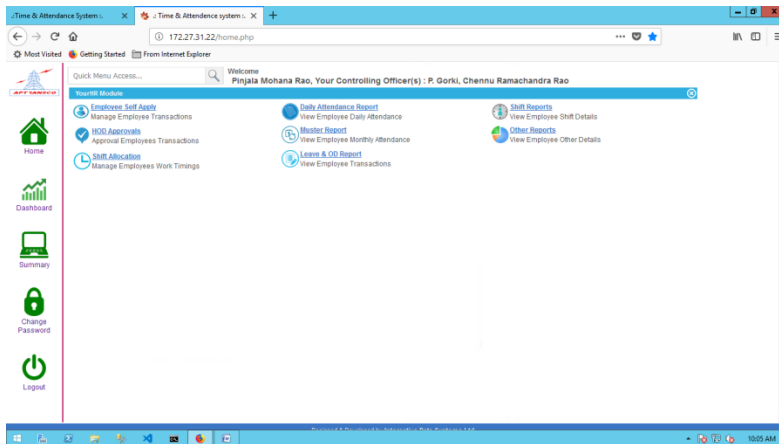 .:Time & Attendance System :.
.: Time & Attendence system :.
172.27.31.22/home.php
Most Visited
Getting Started
From Internet Explorer
APTRANSCO
Quick Menu Access...
Welcome
Pinjala Mohana Rao, Your Controlling Officer(s) : P. Gorki, Chennu Ramachandra Rao
YourHR Module
Employee Self Apply
Manage Employee Transactions
Daily Attendance Report
View Employee Daily Attendance
Shift Reports
View Employee Shift Details
HOD Approvals
Approval Employees Transactions
Muster Report
View Employee Monthly Attendance
Other Reports
View Employee Other Details
Shift Allocation
Manage Employees Work Timings
Leave & OD Report
View Employee Transactions
Home
Dashboard
Summary
Change
Password
Logout
10:05 AM